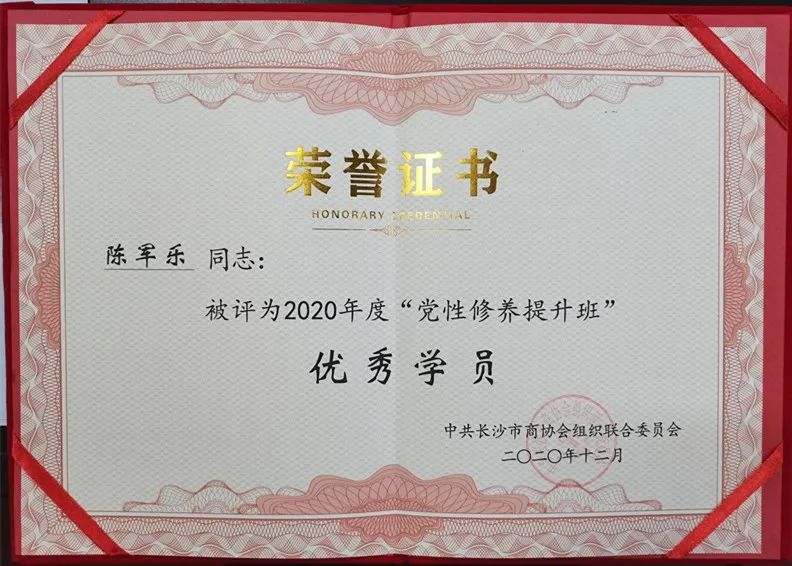 荣誉证书
HONORARY CREDENTIAL
陈军乐 同志：
被评为2020年度“党性修养提升班”
优秀学员
中共长沙市商协会组织联合委员会
二〇二〇年十二月